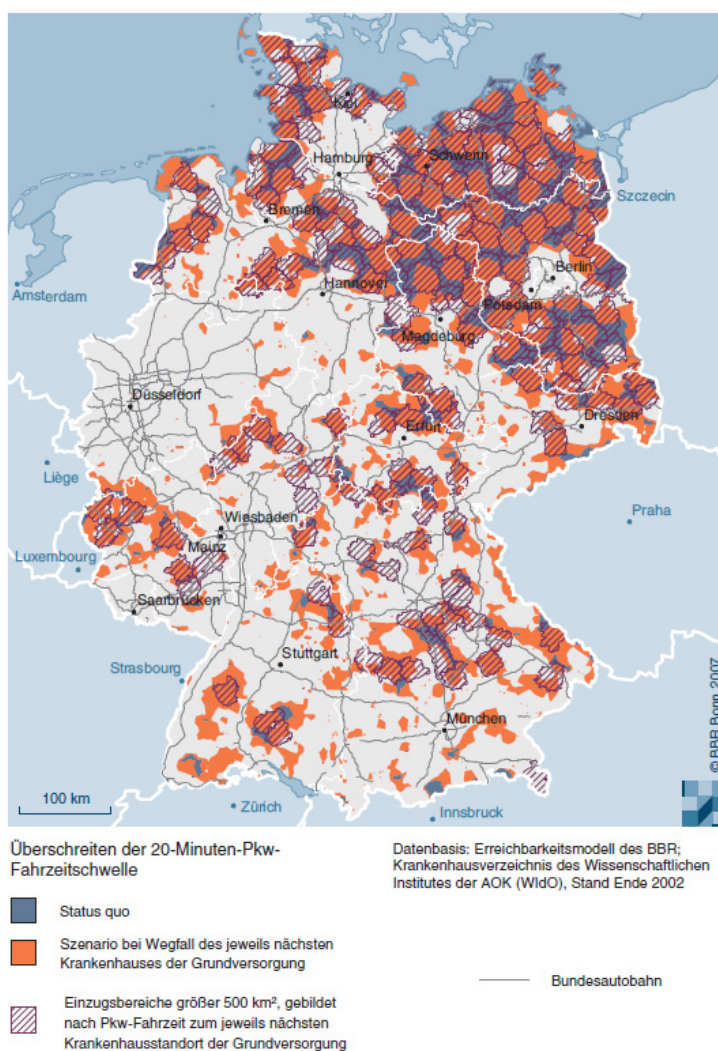 Kiel
Hamburg
Schwerin
Szczecin
Bremen
Berlin
Amsterdam
Hannover
Potsdam
Magdeburg
Düsseldorf
Dresden
Erfurt
Liège
Praha
Wiesbaden
Mainz
Luxembourg
Saarbrücken
Stuttgart
Strasbourg
München
© BBR Bonn 2007
100 km
Zürich
Innsbruck
Überschreiten der 20-Minuten-Pkw-
Fahrzeitschwelle
Datenbasis: Erreichbarkeitsmodell des BBR;
Krankenhausverzeichnis des Wissenschaftlichen
Institutes der AOK (WIdO), Stand Ende 2002
Status quo
Szenario bei Wegfall des jeweils nächsten
Krankenhauses der Grundversorgung
Bundesautobahn
Einzugsbereiche größer 500 km², gebildet
nach Pkw-Fahrzeit zum jeweils nächsten
Krankenhausstandort der Grundversorgung